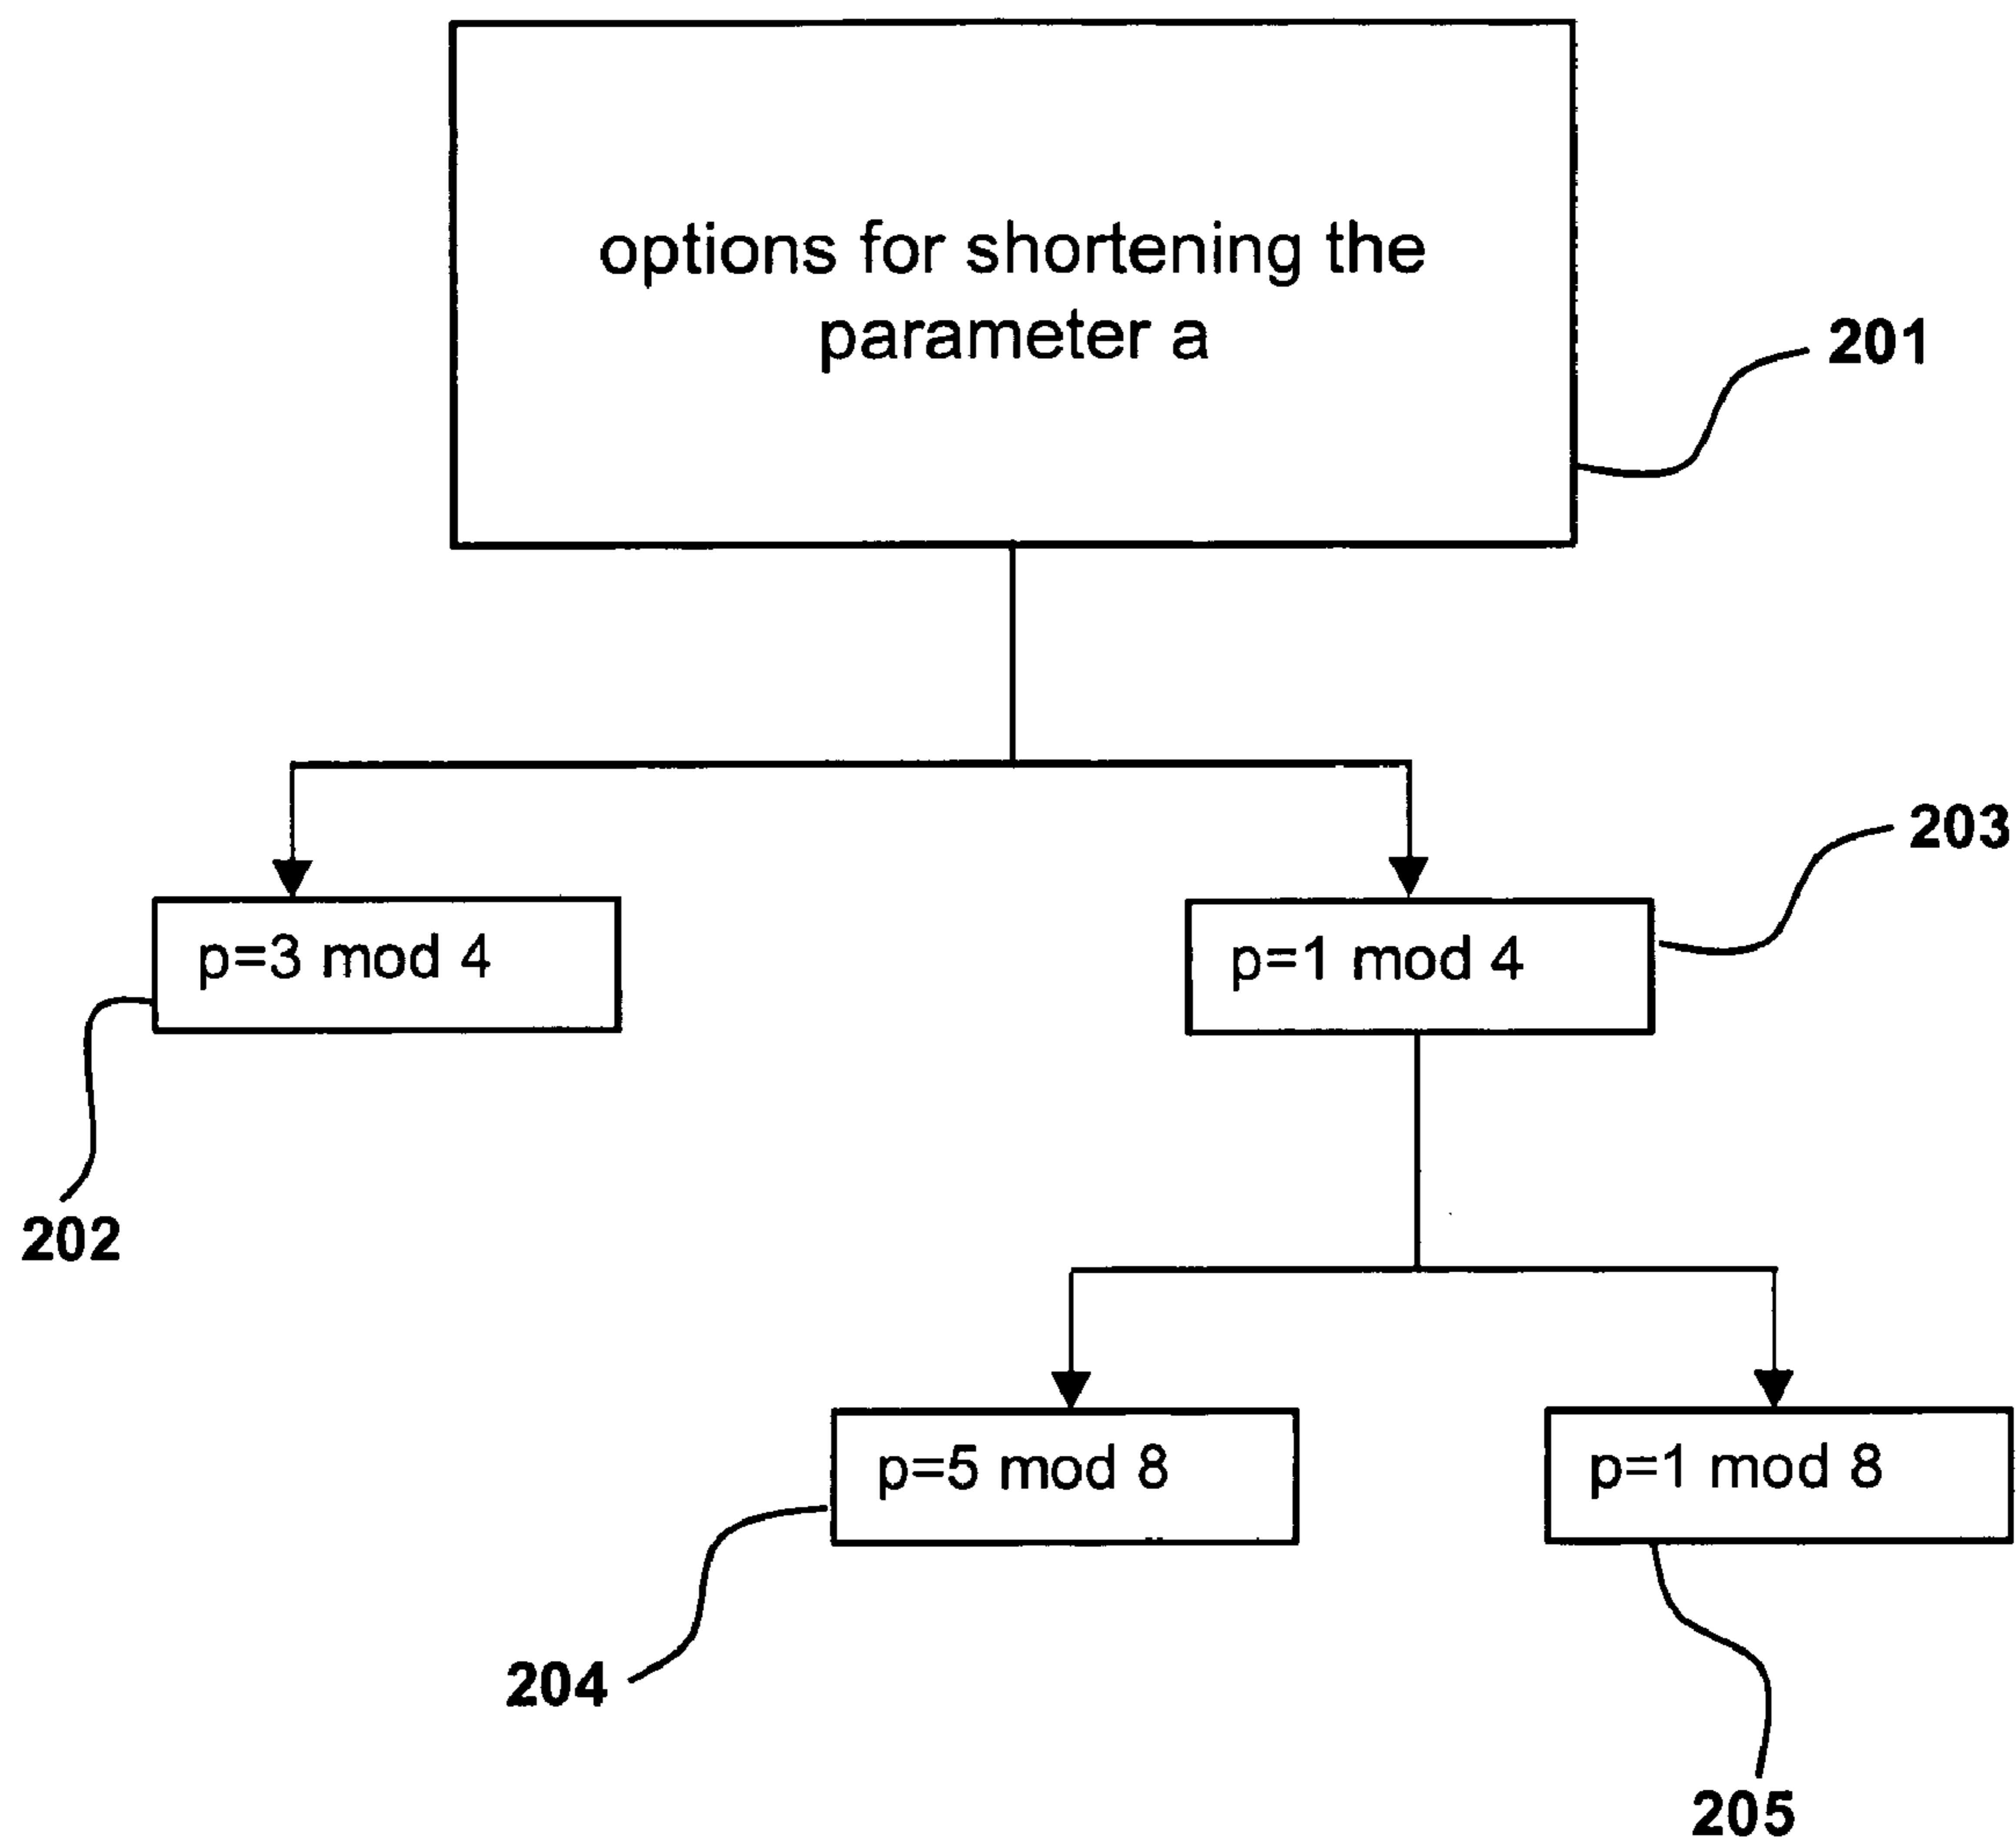 options for shortening the
parameter a
201
203
p=3 mod 4
p=1 mod 4
202
p=5 mod 8
p=1 mod 8
204
205